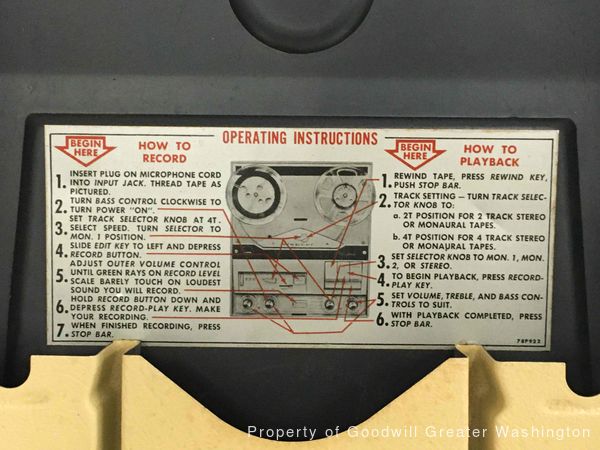 OPERATING INSTRUCTIONS
BEGIN
HERE
HOW TO
RECORD
1. INSERT PLUG ON MICROPHONE CORD
INTO INPUT JACK. THREAD TAPE AS
PICTURED.
2. TURN BASS CONTROL CLOCKWISE TO
TURN POWER "ON".
3. SET TRACK SELECTOR KNOB AT 4T.
SELECT SPEED. TURN SELECTOR TO
MON. 1 POSITION.
4. SLIDE EDIT KEY TO LEFT AND DEPRESS
RECORD BUTTON.
5. ADJUST OUTER VOLUME CONTROL
UNTIL GREEN RAYS ON RECORD LEVEL
SCALE BARELY TOUCH ON LOUDEST
SOUND YOU WILL RECORD.
6. HOLD RECORD BUTTON DOWN AND
DEPRESS RECORD-PLAY KEY. MAKE
YOUR RECORDING.
7. WHEN FINISHED RECORDING, PRESS
STOP BAR.
BEGIN
HERE
HOW TO
PLAYBACK
1. REWIND TAPE, PRESS REWIND KEY,
PUSH STOP BAR.
2. TRACK SETTING — TURN TRACK SELEC-
TOR KNOB TO:
a. 2T POSITION FOR 2 TRACK STEREO
OR MONAURAL TAPES.
b. 4T POSITION FOR 4 TRACK STEREO
OR MONAURAL TAPES.
3. SET SELECTOR KNOB TO MON. 1, MON.
2, OR STEREO.
4. TO BEGIN PLAYBACK, PRESS RECORD-
PLAY KEY.
5. SET VOLUME, TREBLE, AND BASS CON-
TROLS TO SUIT.
6. WITH PLAYBACK COMPLETED, PRESS
STOP BAR.
78P922
Property of Goodwill Greater Washington